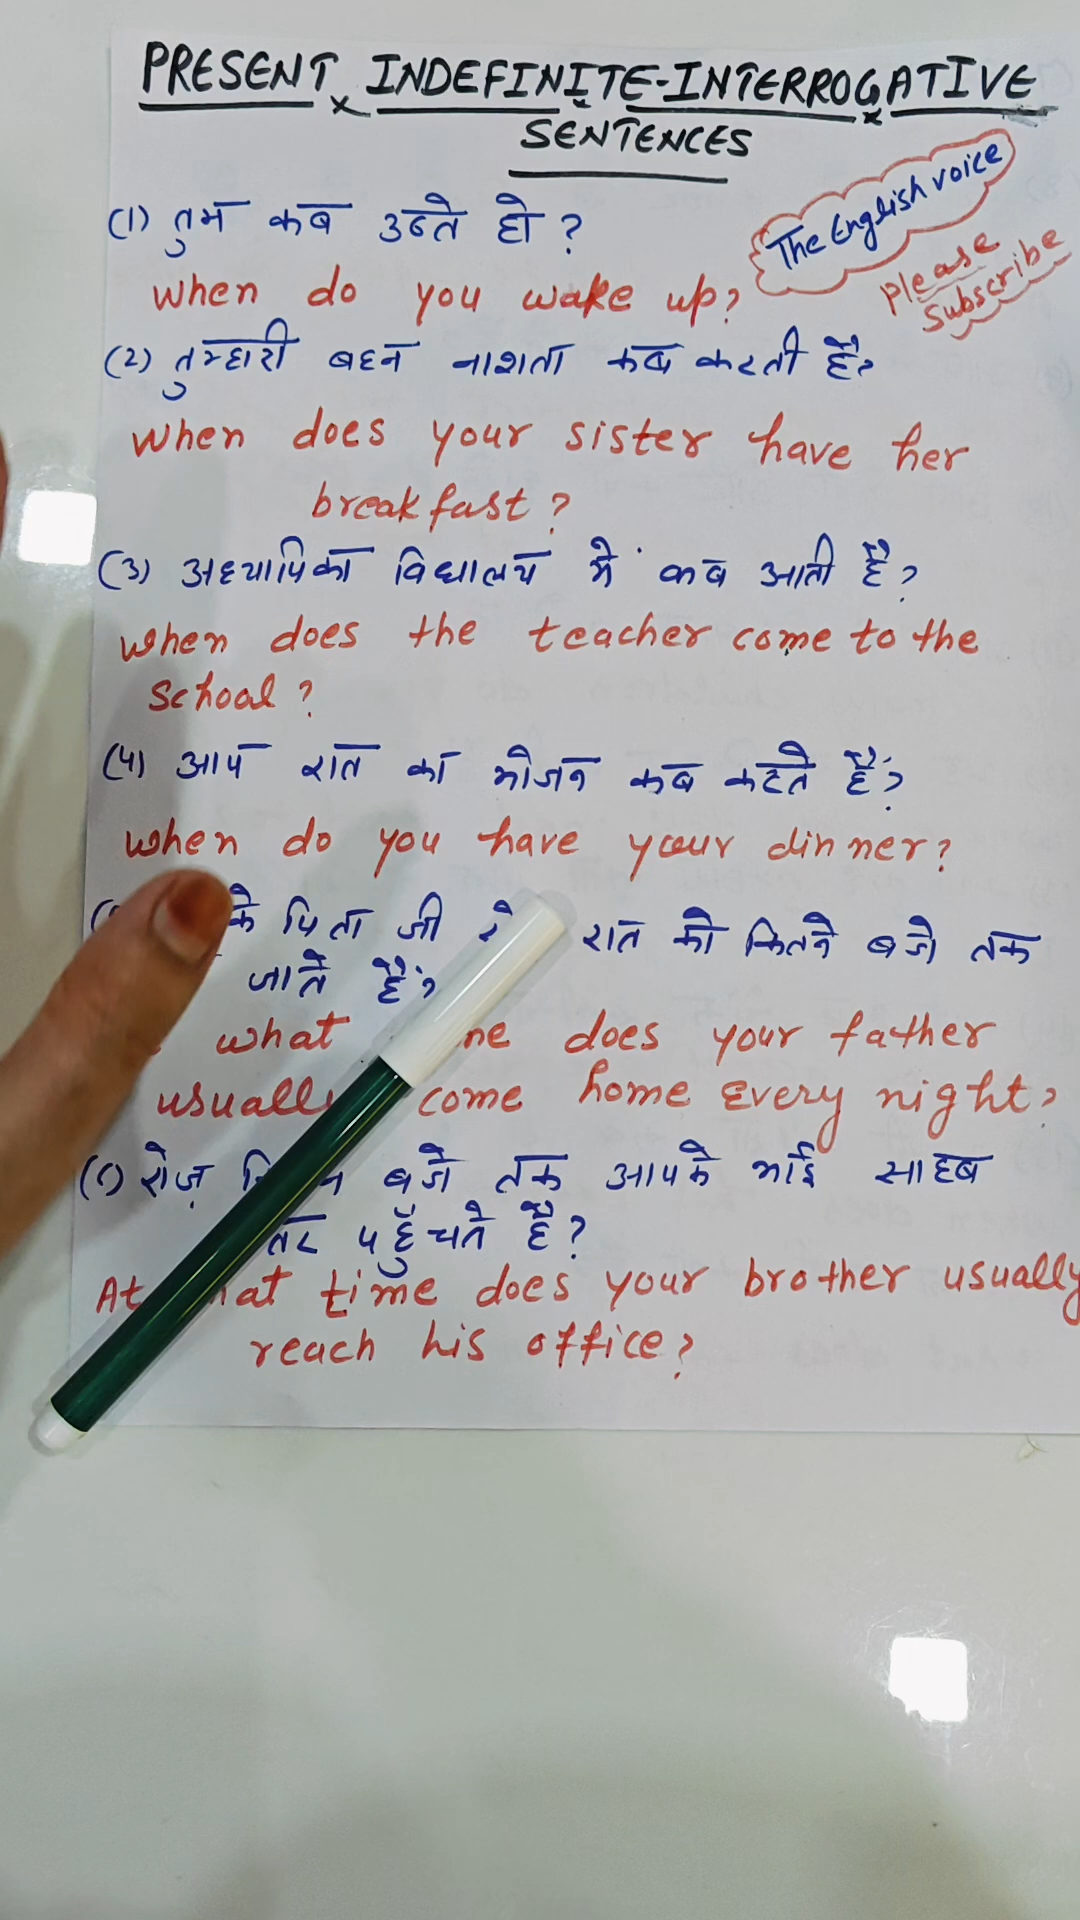 PRESENT INDEFINITE-INTERROGATIVE
SENTENCES
The English voice
Please
Subscribe
(1) तुम कब उठते हो ?
When do you wake up?
(2) तुम्हारी बहन नाशता कब करती है?
When does your sister have her
breakfast ?
(3) अध्यापिका विद्यालय में कब आती है ?
When does the teacher come to the
School ?
(4) आप रात का भोजन कब करते हैं ?
When do you have your dinner ?
पिता जी रात को कितने बजे तक
जाते हैं ?
what does your father
usually come home every night ?
रोज़ बजे तक आपके भाई साहब
पहुँचते हैं ?
At time does your brother usually
reach his office ?